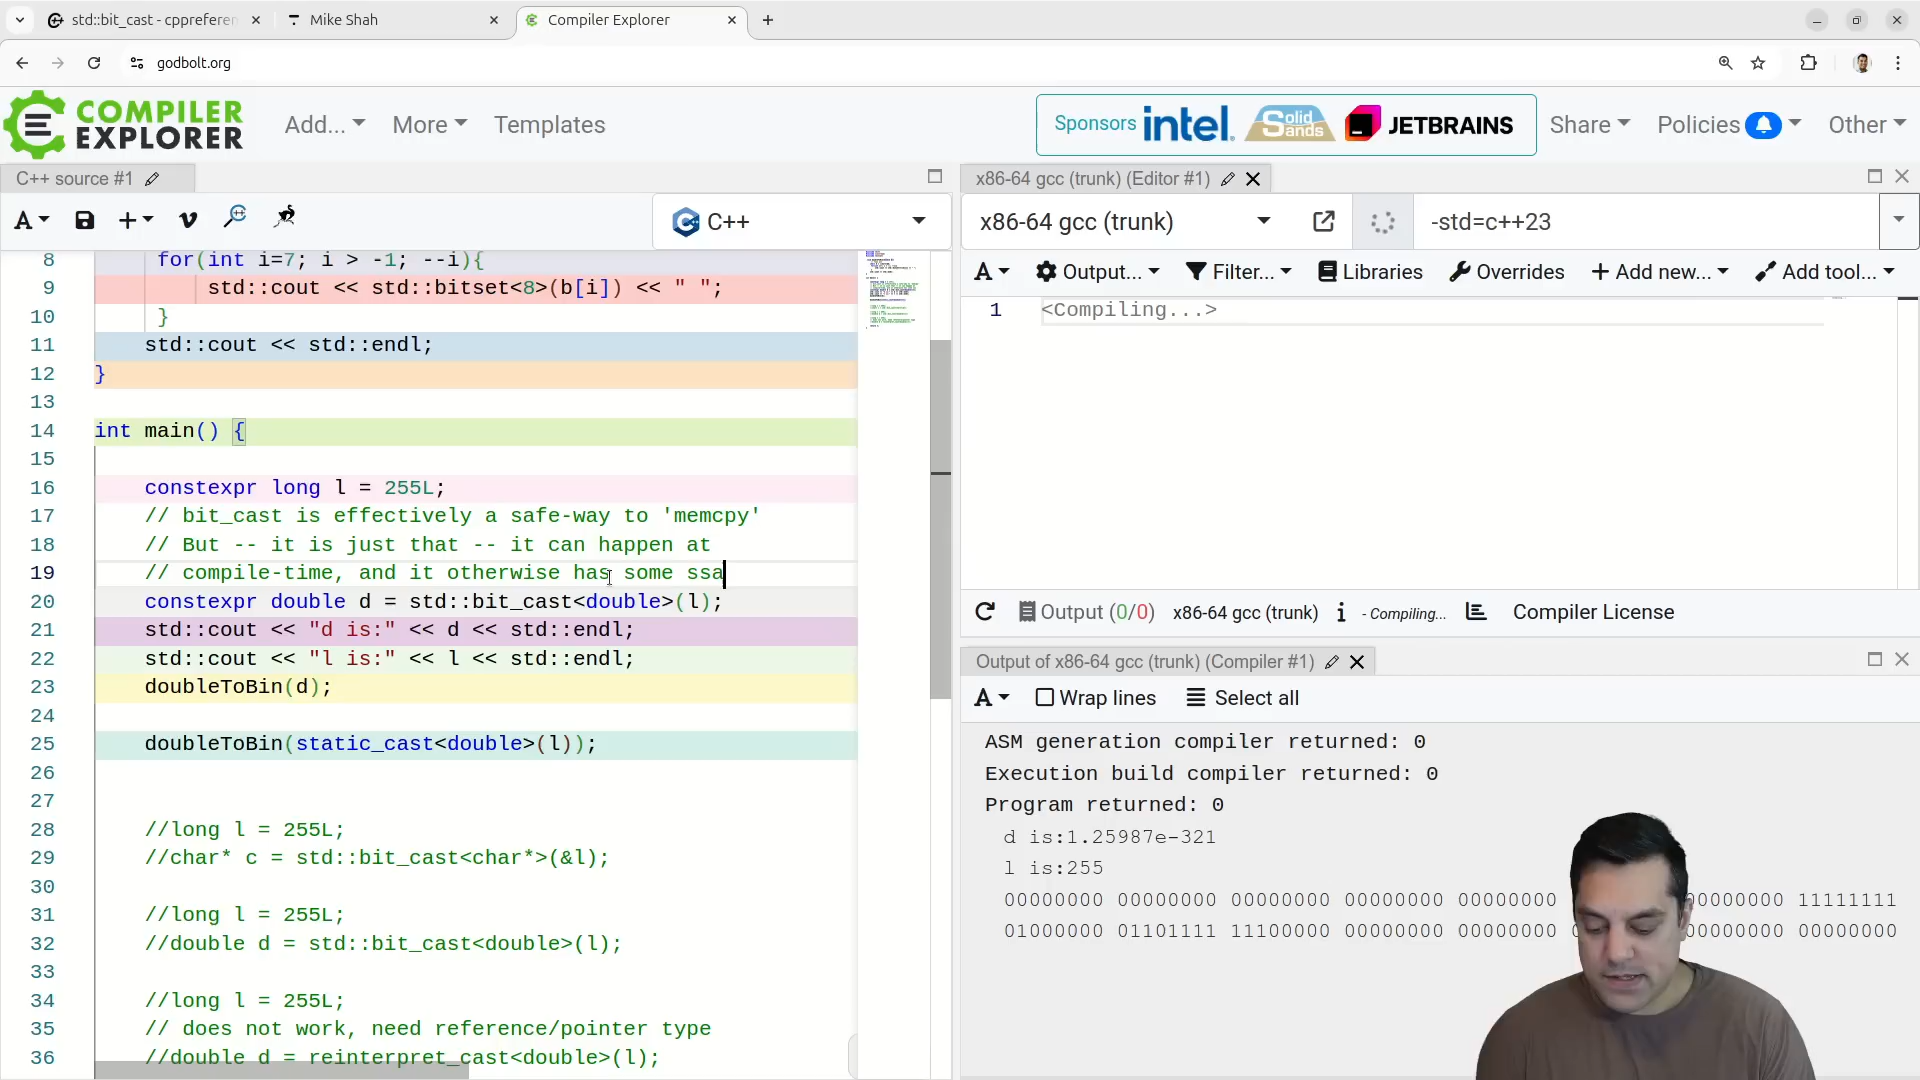 std::bit_cast - cppreferen
Mike Shah
Compiler Explorer
godbolt.org
COMPILER
EXPLORER
Add...
More
Templates
Sponsors
intel.
Solid
Sands
JETBRAINS
Share
Policies
Other
C++ source #1
x86-64 gcc (trunk) (Editor #1)
A
C++
x86-64 gcc (trunk)
-std=c++23
A
Output...
Filter...
Libraries
Overrides
Add new...
Add tool...
8 for(int i=7; i > -1; --i){
9 std::cout << std::bitset<8>(b[i]) << " ";
10 }
11 std::cout << std::endl;
12 }
13
14 int main() {
15
16 constexpr long l = 255L;
17 // bit_cast is effectively a safe-way to 'memcpy'
18 // But -- it is just that -- it can happen at
19 // compile-time, and it otherwise has some ssa
20 constexpr double d = std::bit_cast<double>(l);
21 std::cout << "d is:" << d << std::endl;
22 std::cout << "l is:" << l << std::endl;
23 doubleToBin(d);
24
25 doubleToBin(static_cast<double>(l));
26
27
28 //long l = 255L;
29 //char* c = std::bit_cast<char*>(&l);
30
31 //long l = 255L;
32 //double d = std::bit_cast<double>(l);
33
34 //long l = 255L;
35 // does not work, need reference/pointer type
36 //double d = reinterpret_cast<double>(l);
1 <Compiling...>
Output (0/0) x86-64 gcc (trunk) i - Compiling... Compiler License
Output of x86-64 gcc (trunk) (Compiler #1)
A
Wrap lines
Select all
ASM generation compiler returned: 0
Execution build compiler returned: 0
Program returned: 0
d is:1.25987e-321
l is:255
00000000 00000000 00000000 00000000 00000000 00000000 11111111
01000000 01101111 11100000 00000000 00000000 00000000 00000000